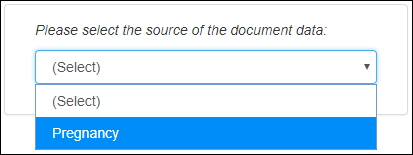 Please select the source of the document data:
(Select)
(Select)
Pregnancy